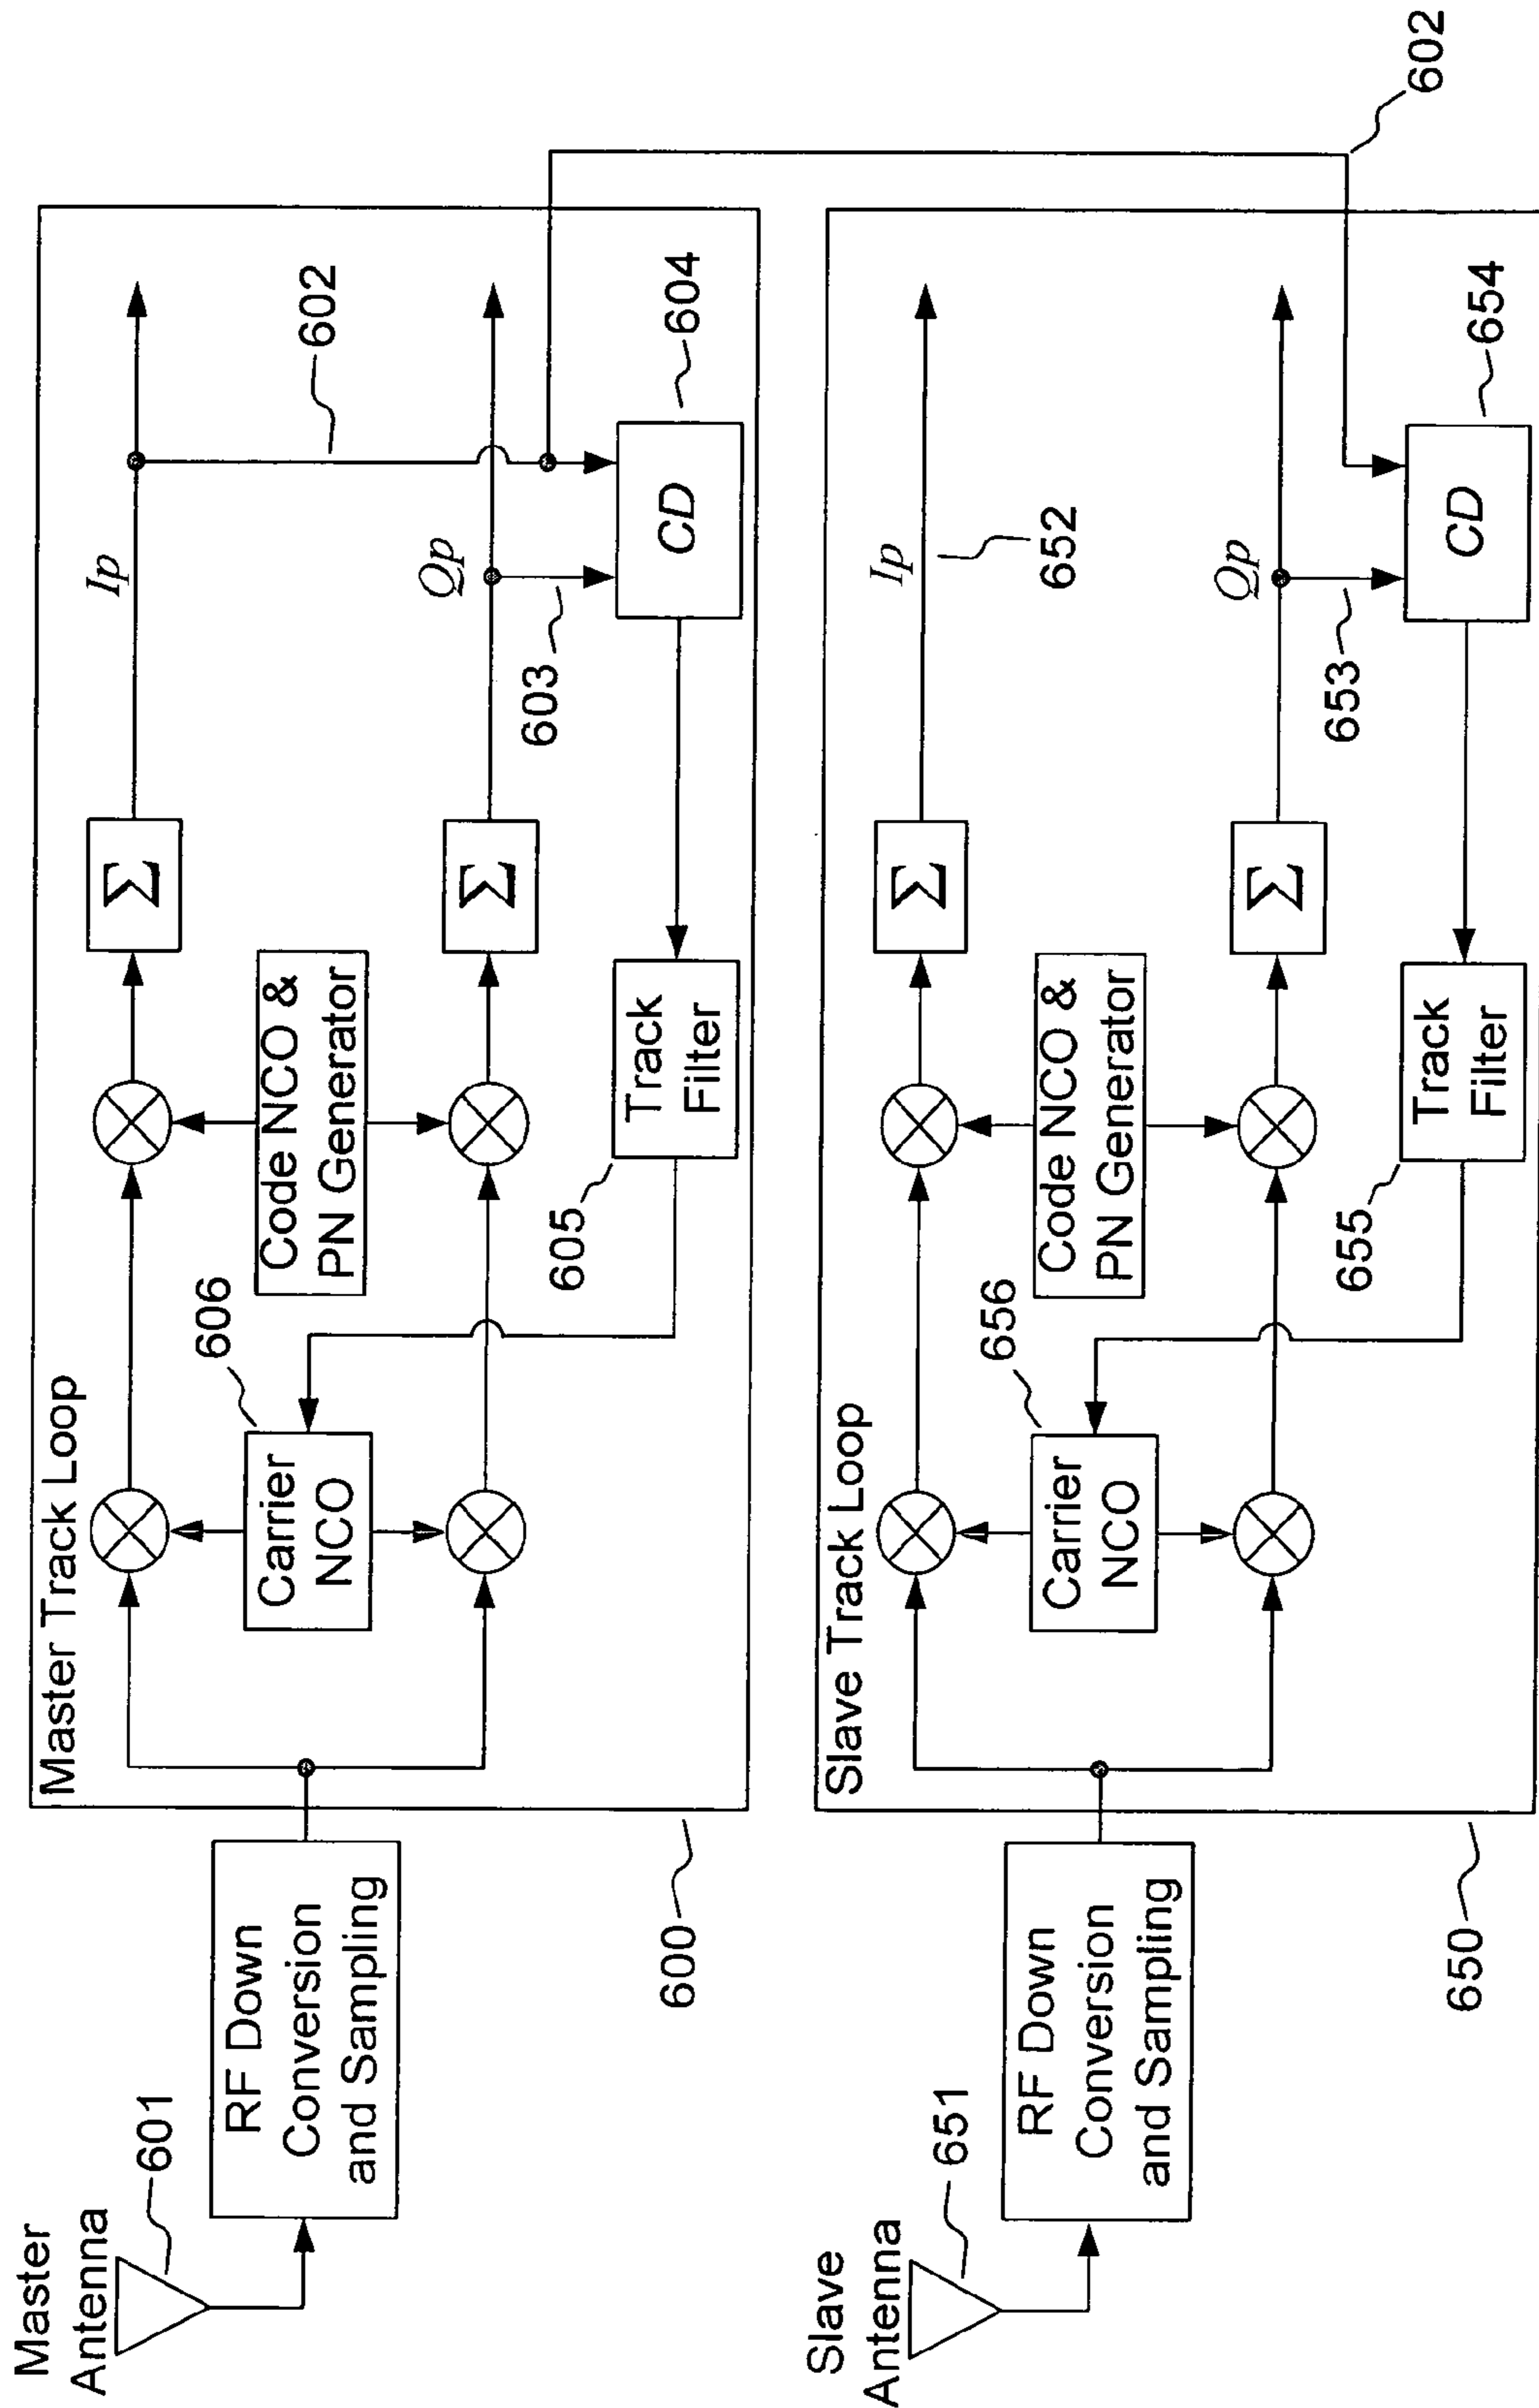 Master
Antenna
601
RF Down
Conversion
and Sampling
600
Master Track Loop
Carrier
NCO
606
Code NCO &
PN Generator
Σ
Σ
Ip
Qp
602
603
CD
604
Track
Filter
605
602
Slave
Antenna
651
RF Down
Conversion
and Sampling
650
Slave Track Loop
Carrier
NCO
656
Code NCO &
PN Generator
Σ
Σ
Ip
652
Qp
653
CD
654
Track
Filter
655